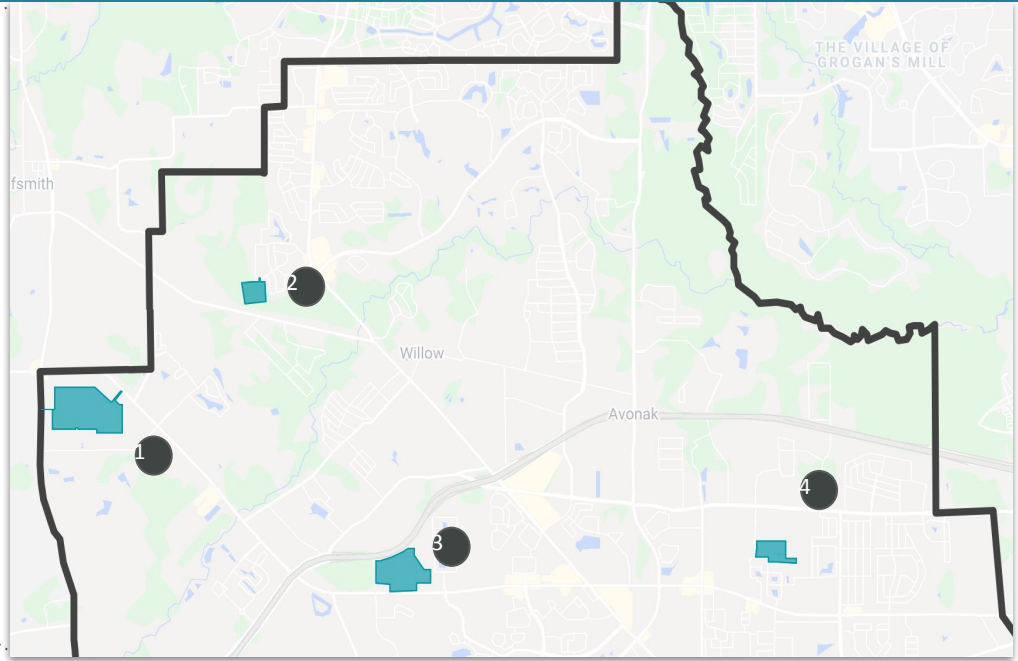 THE VILLAGE OF
GROGAN'S MILL
fsmith
2
Willow
Avonak
1
4
3